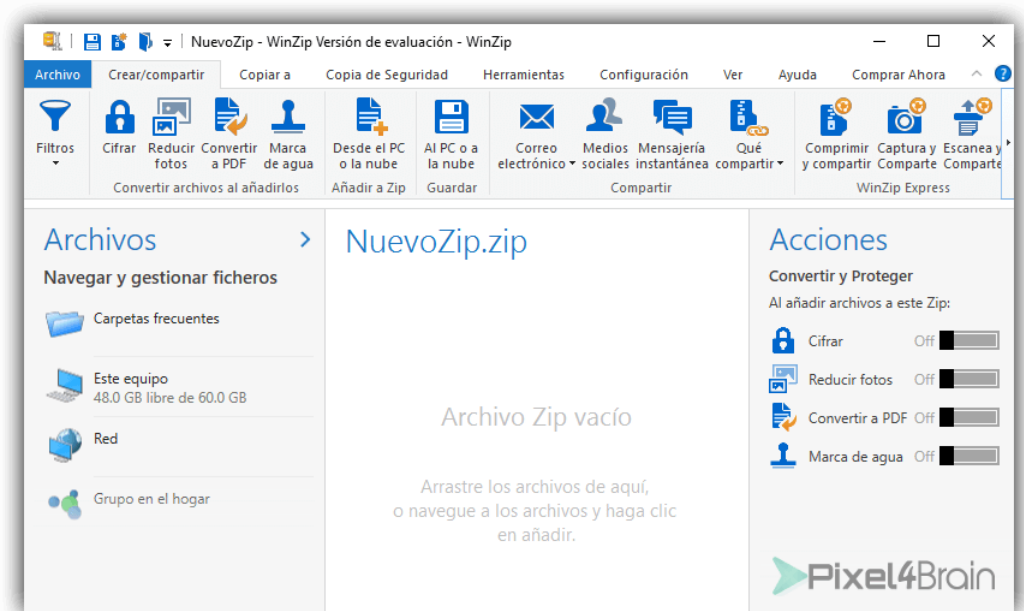 NuevoZip - WinZip Versión de evaluación - WinZip
Archivo Crear/compartir Copiar a Copia de Seguridad Herramientas Configuración Ver Ayuda Comprar Ahora
Filtros Cifrar Reducir Convertir Marca Desde el PC Al PC o a Correo Medios Mensajería Qué Comprimir Captura y Escanea y
fotos a PDF de agua o la nube la nube electrónico sociales instantánea compartir y compartir Comparte Comparte
Convertir archivos al añadirlos Añadir a Zip Guardar Compartir WinZip Express
Archivos
Navegar y gestionar ficheros
Carpetas frecuentes
Este equipo
48.0 GB libre de 60.0 GB
Red
Grupo en el hogar
NuevoZip.zip
Archivo Zip vacío
Arrastre los archivos de aquí,
o navegue a los archivos y haga clic
en añadir.
Acciones
Convertir y Proteger
Al añadir archivos a este Zip:
Cifrar Off
Reducir fotos Off
Convertir a PDF Off
Marca de agua Off
Pixel4Brain